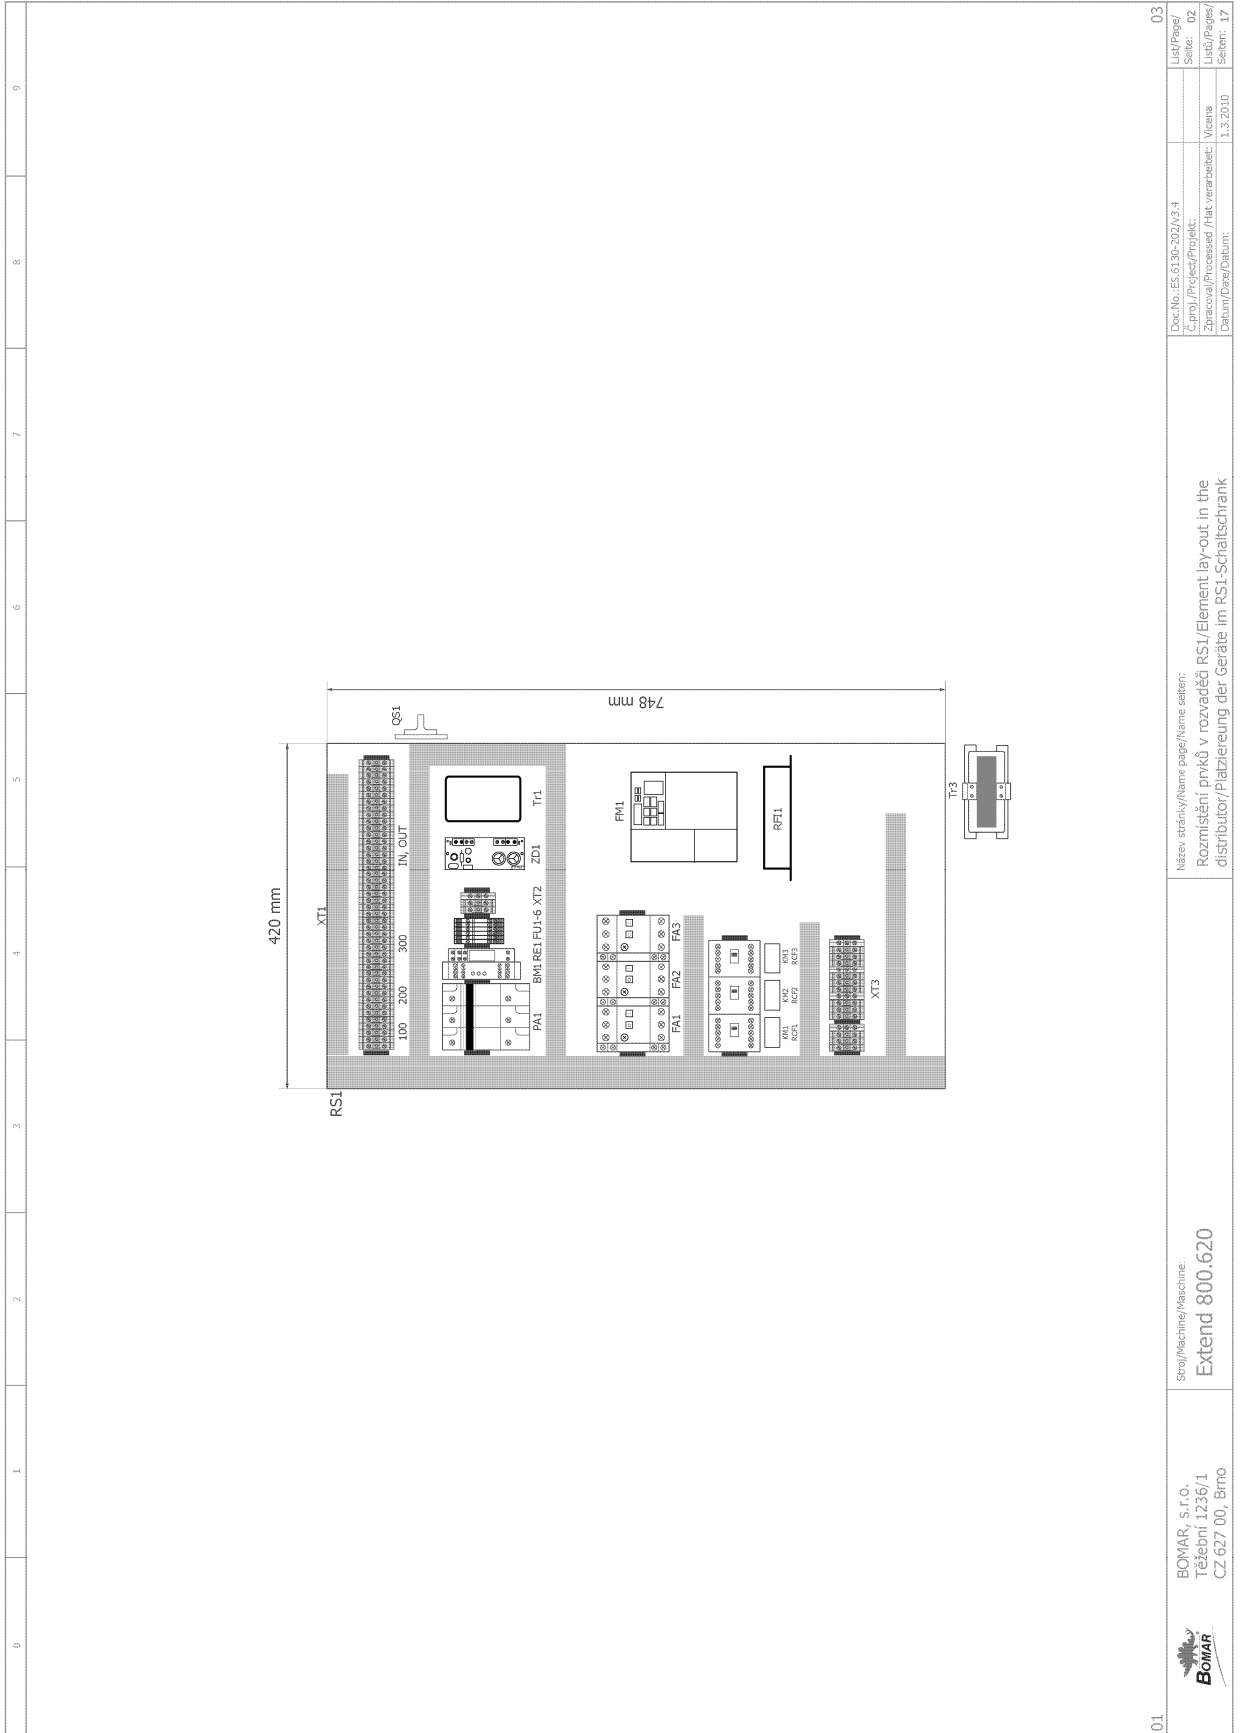 0 1 2 3 4 5 6 7 8 9
420 mm
748 mm
RS1
XT1
100 200 300 IN, OUT
QS1
PA1 BM1 RE1 FU1-6 XT2 ZD1 Tr1
FA1 FA2 FA3
FM1
KM1 KM2 KM3
RCF1 RCF2 RCF3
RFI1
XT3
Tr3
01
03
BOMAR
BOMAR, s.r.o.
Těžební 1236/1
CZ 627 00, Brno
Stroj/Machine/Maschine:
Extend 800.620
Název stránky/Name page/Name seiten:
Rozmístění prvků v rozvaděči RS1/Element lay-out in the
distributor/Platziereung der Geräte im RS1-Schaltschrank
Doc.No.:ES.6130-202/v3.4
Č.proj./Project/Projekt:
Zpracoval/Processed /Hat verarbeitet: Vicena
Datum/Date/Datum: 1.3.2010
List/Page/
Seite: 02
Listů/Pages/
Seiten: 17